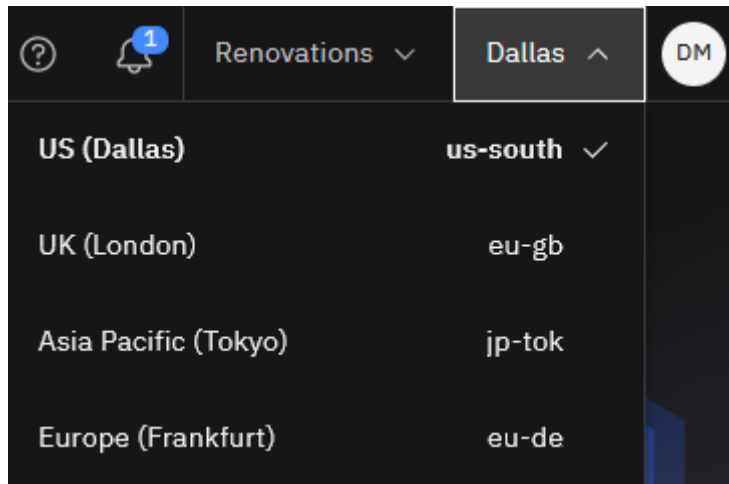 1
Renovations Dallas DM
US (Dallas) us-south
UK (London) eu-gb
Asia Pacific (Tokyo) jp-tok
Europe (Frankfurt) eu-de